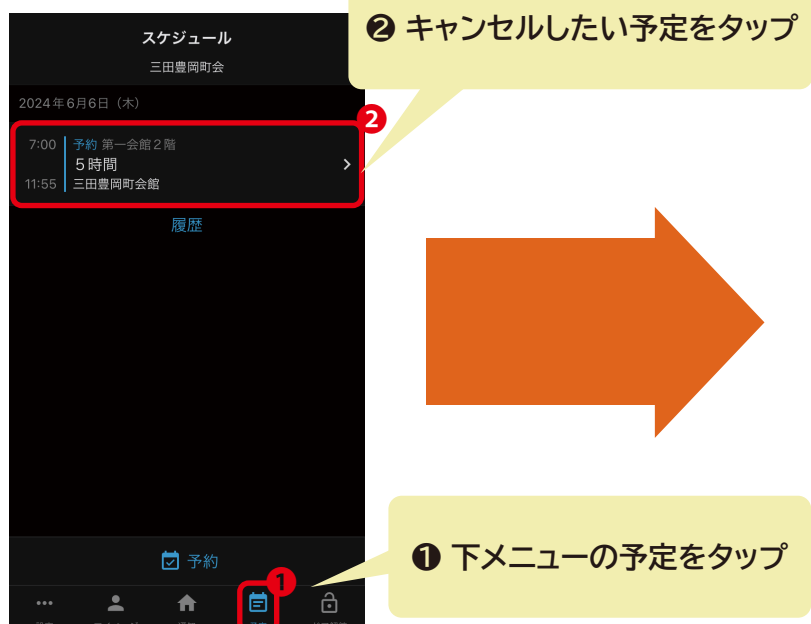 スケジュール
三田豊岡町会
❷ キャンセルしたい予定をタップ
2024年6月6日（木）
2
7:00 予約 第一会館２階
５時間
11:55 三田豊岡町会館
履歴
予約
❶ 下メニューの予定をタップ
1